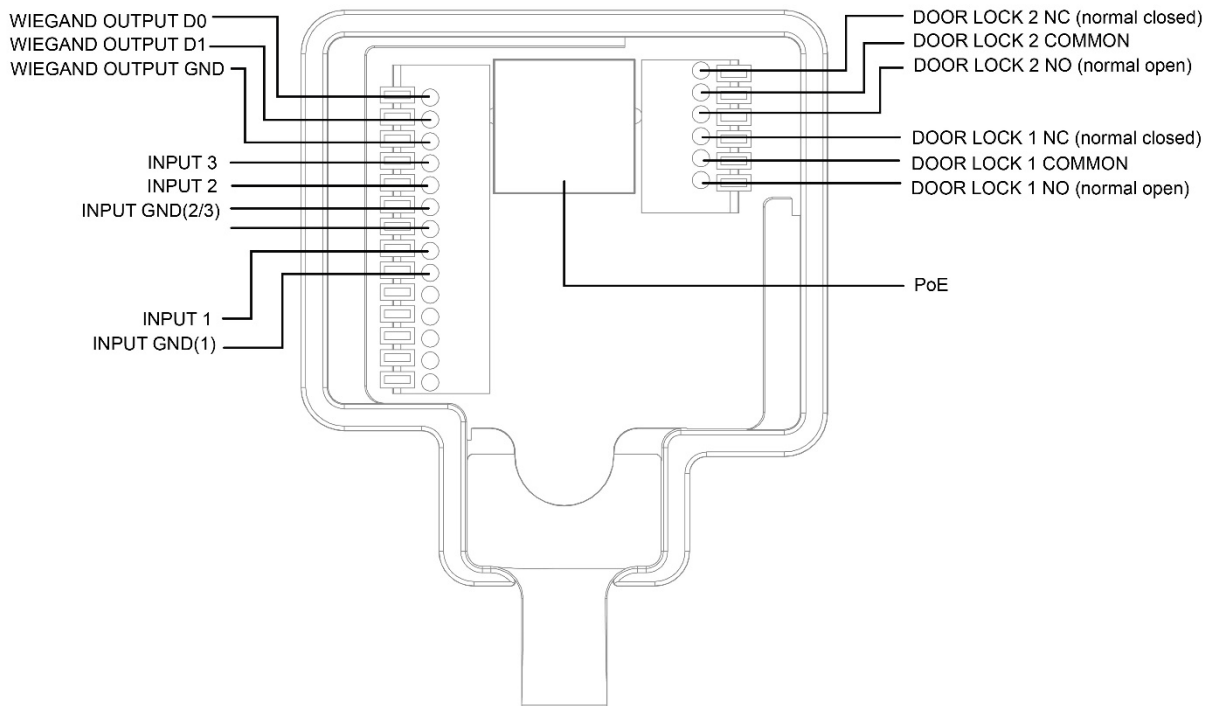 WIEGAND OUTPUT D0
WIEGAND OUTPUT D1
WIEGAND OUTPUT GND
INPUT 3
INPUT 2
INPUT GND(2/3)
INPUT 1
INPUT GND(1)
DOOR LOCK 2 NC (normal closed)
DOOR LOCK 2 COMMON
DOOR LOCK 2 NO (normal open)
DOOR LOCK 1 NC (normal closed)
DOOR LOCK 1 COMMON
DOOR LOCK 1 NO (normal open)
PoE